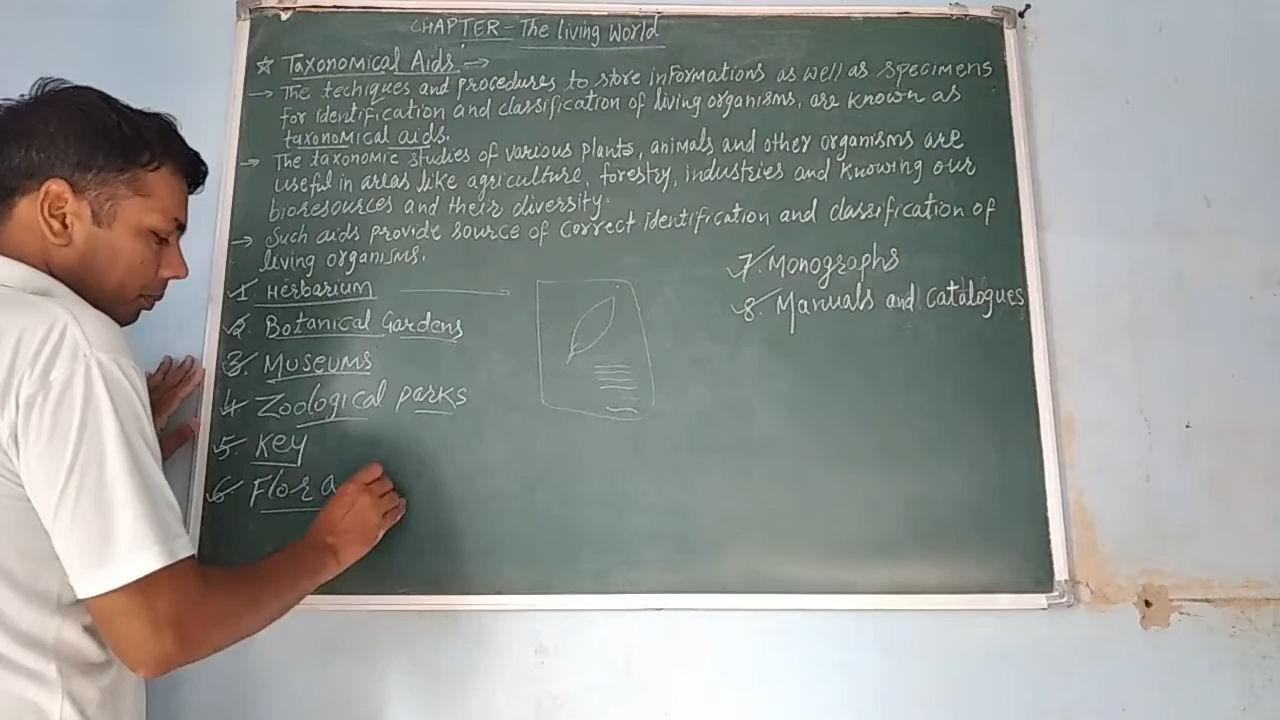 CHAPTER - The Living World
☆ Taxonomical Aids →
→ The techiques and procedures to store informations as well as specimens
for identification and classification of living organisms, are known as
taxonomical aids.
→ The taxonomic studies of various plants, animals and other organisms are
useful in areas like agriculture, forestry, industries and knowing our
bioresources and their diversity.
→ Such aids provide source of correct identification and classification of
living organisms.
1. Herbarium
2. Botanical Gardens
3. Museums
4. Zoological parks
5. Key
6. Flora
7. Monographs
8. Manuals and Catalogues